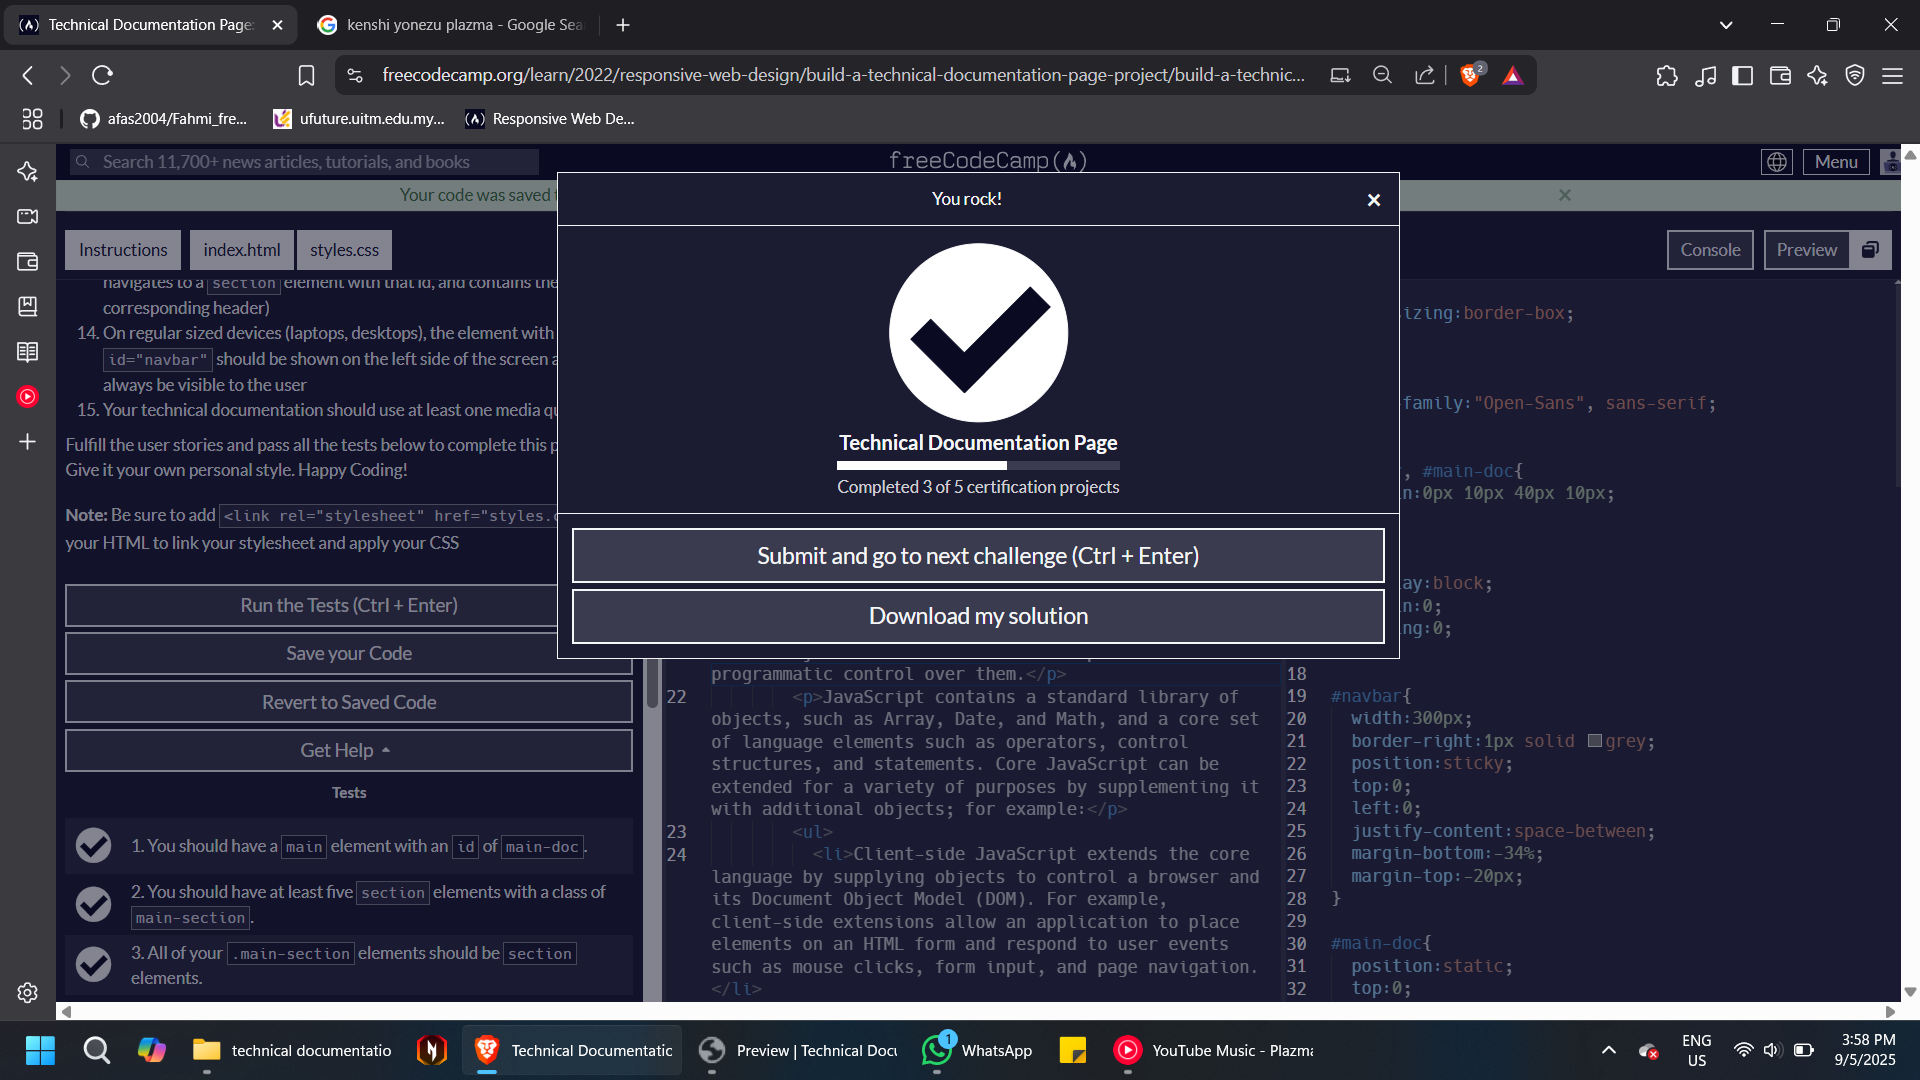 Technical Documentation Page:
kenshi yonezu plazma - Google Sea
freecodecamp.org/learn/2022/responsive-web-design/build-a-technical-documentation-page-project/build-a-technic...
2
afas2004/Fahmi_fre...
ufuture.uitm.edu.my...
Responsive Web De...
Search 11,700+ news articles, tutorials, and books
freeCodeCamp
Menu
Your code was saved
You rock!
Instructions
index.html
styles.css
Console
Preview
navigates to a section element with that id, and contains the
corresponding header)
14. On regular sized devices (laptops, desktops), the element with
id="navbar" should be shown on the left side of the screen a
always be visible to the user
15. Your technical documentation should use at least one media qu
Fulfill the user stories and pass all the tests below to complete this p
Give it your own personal style. Happy Coding!
Note: Be sure to add <link rel="stylesheet" href="styles.c
your HTML to link your stylesheet and apply your CSS
Run the Tests (Ctrl + Enter)
Save your Code
Revert to Saved Code
Get Help
Tests
1. You should have a main element with an id of main-doc.
2. You should have at least five section elements with a class of
main-section.
3. All of your .main-section elements should be section
elements.
Technical Documentation Page
Completed 3 of 5 certification projects
Submit and go to next challenge (Ctrl + Enter)
Download my solution
programmatic control over them.</p>
22 <p>JavaScript contains a standard library of
objects, such as Array, Date, and Math, and a core set
of language elements such as operators, control
structures, and statements. Core JavaScript can be
extended for a variety of purposes by supplementing it
with additional objects; for example:</p>
23 <ul>
24 <li>Client-side JavaScript extends the core
language by supplying objects to control a browser and
its Document Object Model (DOM). For example,
client-side extensions allow an application to place
elements on an HTML form and respond to user events
such as mouse clicks, form input, and page navigation.
</li>
izing:border-box;
family:"Open-Sans", sans-serif;
, #main-doc{
n:0px 10px 40px 10px;
ay:block;
n:0;
ng:0;
18
19 #navbar{
20 width:300px;
21 border-right:1px solid grey;
22 position:sticky;
23 top:0;
24 left:0;
25 justify-content:space-between;
26 margin-bottom:-34%;
27 margin-top:-20px;
28 }
29
30 #main-doc{
31 position:static;
32 top:0;
technical documentatio
Technical Documentatic
Preview | Technical Docu
1
WhatsApp
YouTube Music - Plazma
ENG
US
3:58 PM
9/5/2025